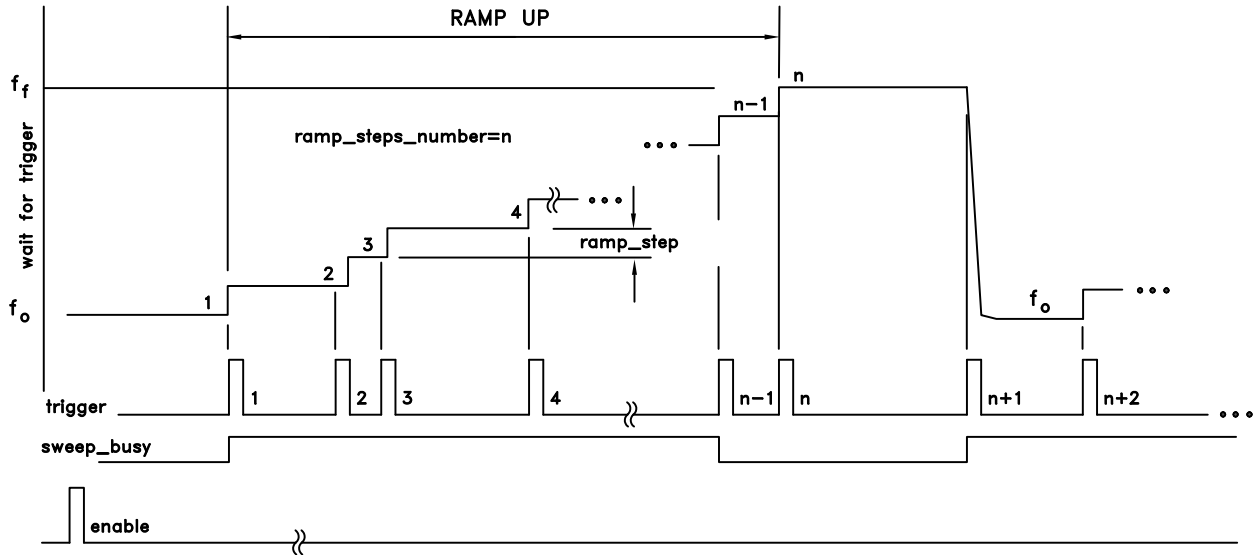 RAMP UP
f_f
n
n-1
ramp_steps_number=n
wait for trigger
4
ramp_step
3
2
1
f_o
f_o
trigger
1
2
3
4
n-1
n
n+1
n+2
sweep_busy
enable